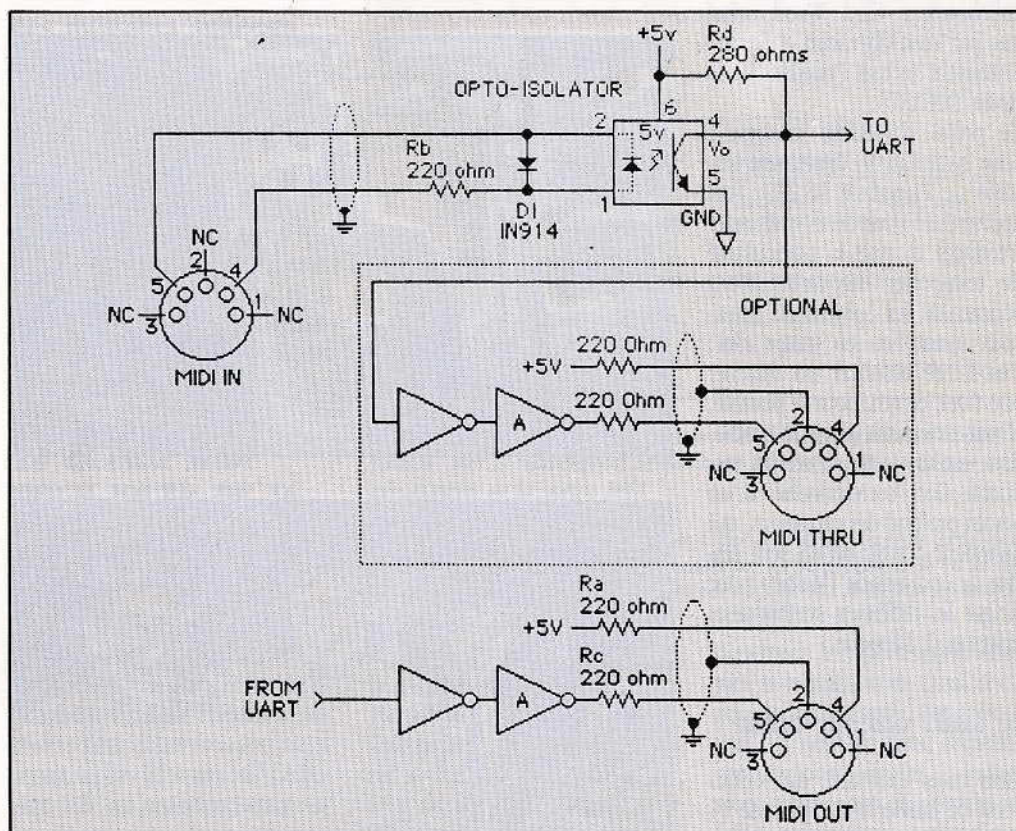 Rd
+5v
280 ohms
OPTO-ISOLATOR
6
2
5v
4
Vo
TO
UART
Rb
220 ohm
1
5
GND
D1
IN914
NC
2
5
4
NC
3
1
NC
MIDI IN
OPTIONAL
220 Ohm
+5V
220 Ohm
A
2
5
4
NC
3
1
NC
MIDI THRU
Ra
220 ohm
+5V
Rc
220 ohm
FROM
UART
A
2
5
4
NC
3
1
NC
MIDI OUT